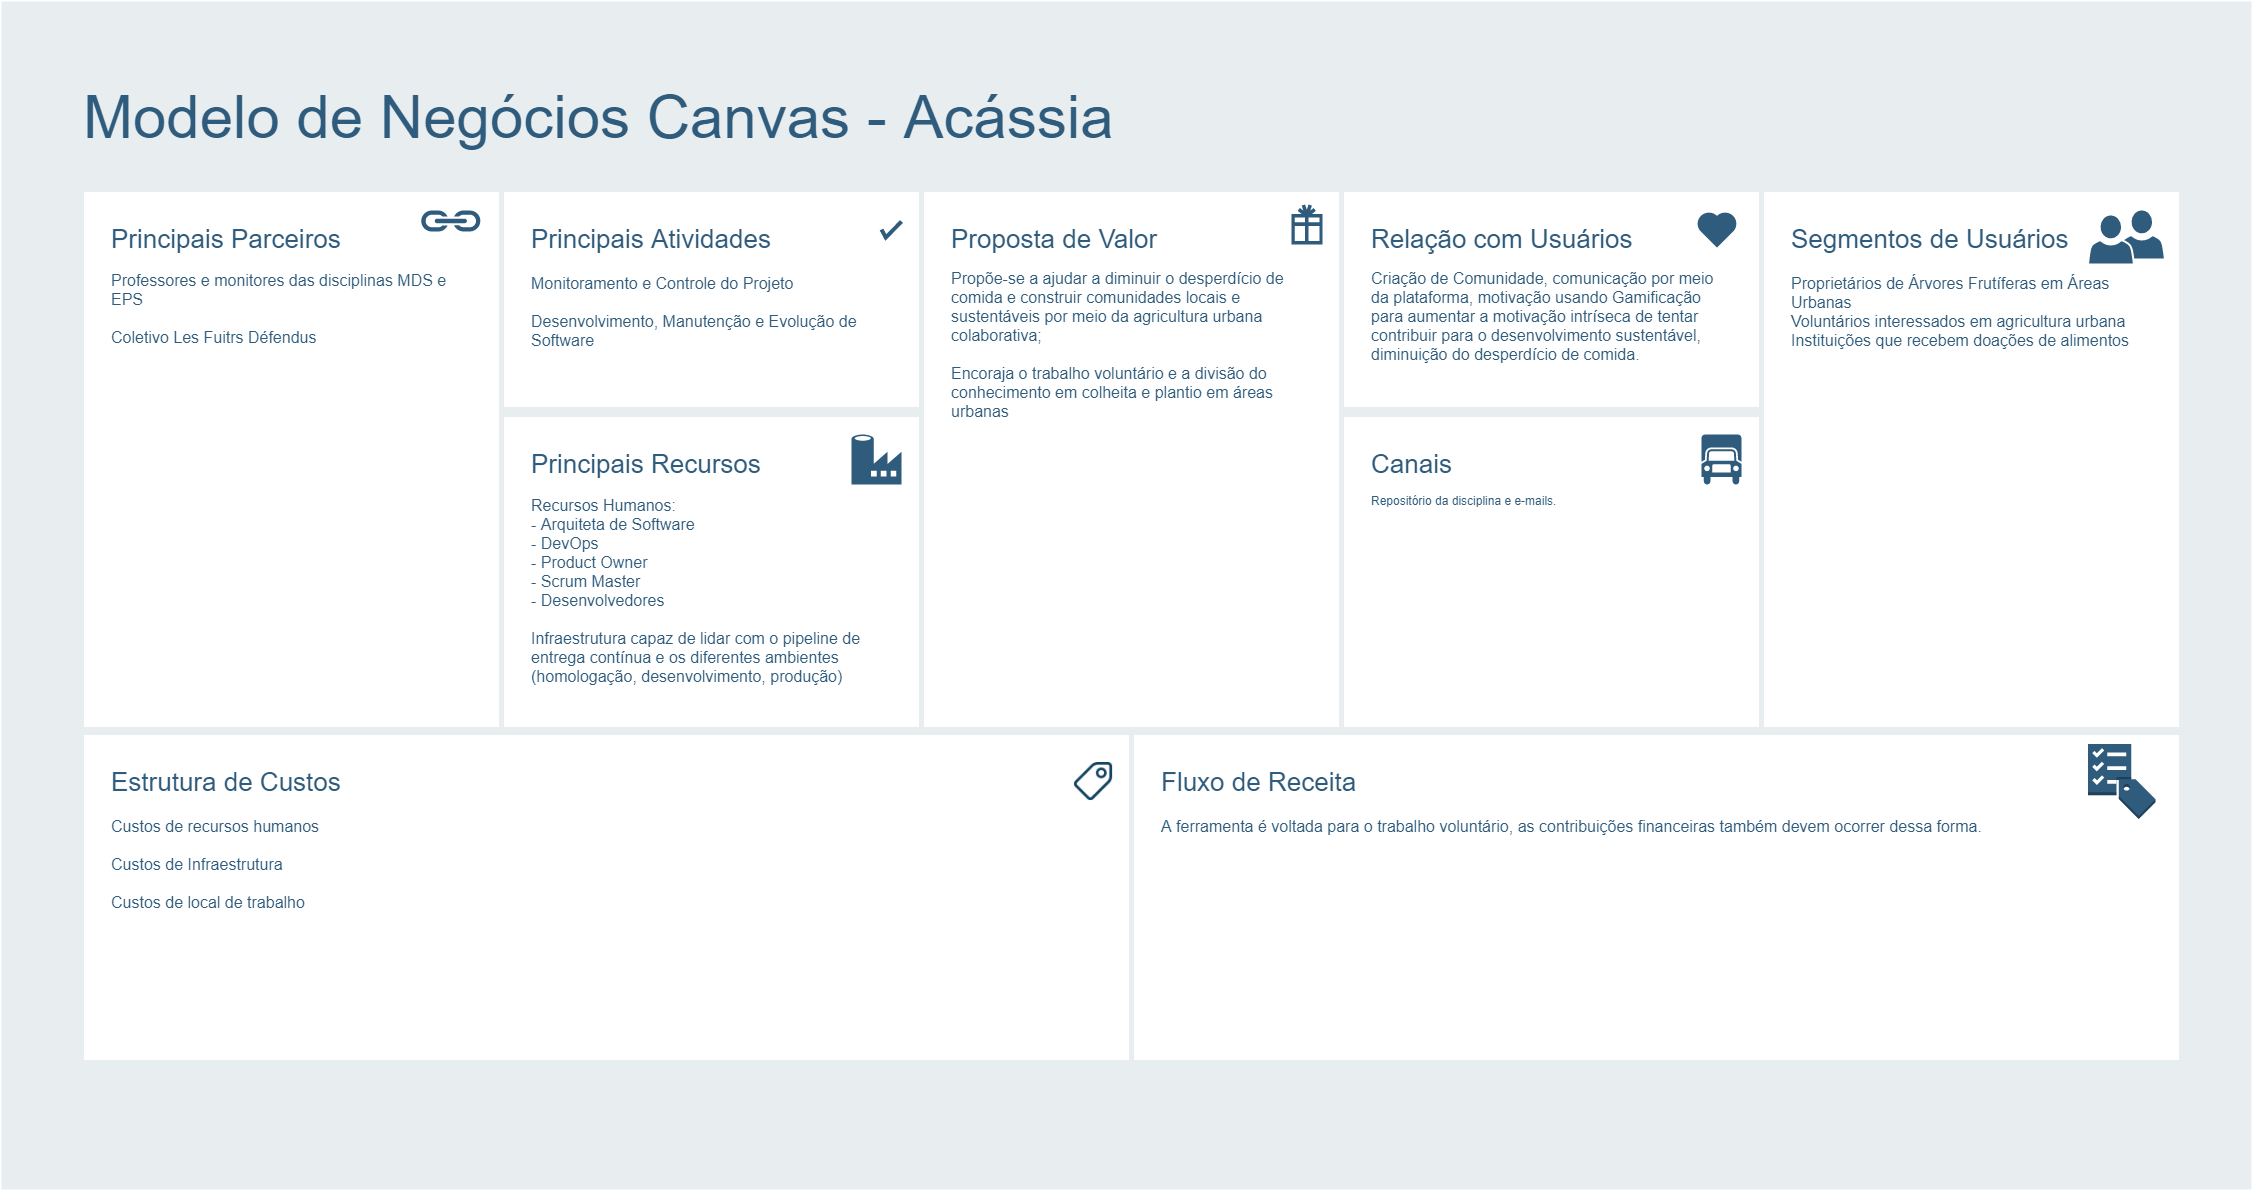 Modelo de Negócios Canvas - Acássia
Principais Parceiros
Professores e monitores das disciplinas MDS e
EPS
Coletivo Les Fuitrs Défendus
Principais Atividades
Monitoramento e Controle do Projeto
Desenvolvimento, Manutenção e Evolução de
Software
Principais Recursos
Recursos Humanos:
- Arquiteta de Software
- DevOps
- Product Owner
- Scrum Master
- Desenvolvedores
Infraestrutura capaz de lidar com o pipeline de
entrega contínua e os diferentes ambientes
(homologação, desenvolvimento, produção)
Proposta de Valor
Propõe-se a ajudar a diminuir o desperdício de
comida e construir comunidades locais e
sustentáveis por meio da agricultura urbana
colaborativa;
Encoraja o trabalho voluntário e a divisão do
conhecimento em colheita e plantio em áreas
urbanas
Relação com Usuários
Criação de Comunidade, comunicação por meio
da plataforma, motivação usando Gamificação
para aumentar a motivação intríseca de tentar
contribuir para o desenvolvimento sustentável,
diminuição do desperdício de comida.
Canais
Repositório da disciplina e e-mails.
Segmentos de Usuários
Proprietários de Árvores Frutíferas em Áreas
Urbanas
Voluntários interessados em agricultura urbana
Instituições que recebem doações de alimentos
Estrutura de Custos
Custos de recursos humanos
Custos de Infraestrutura
Custos de local de trabalho
Fluxo de Receita
A ferramenta é voltada para o trabalho voluntário, as contribuições financeiras também devem ocorrer dessa forma.